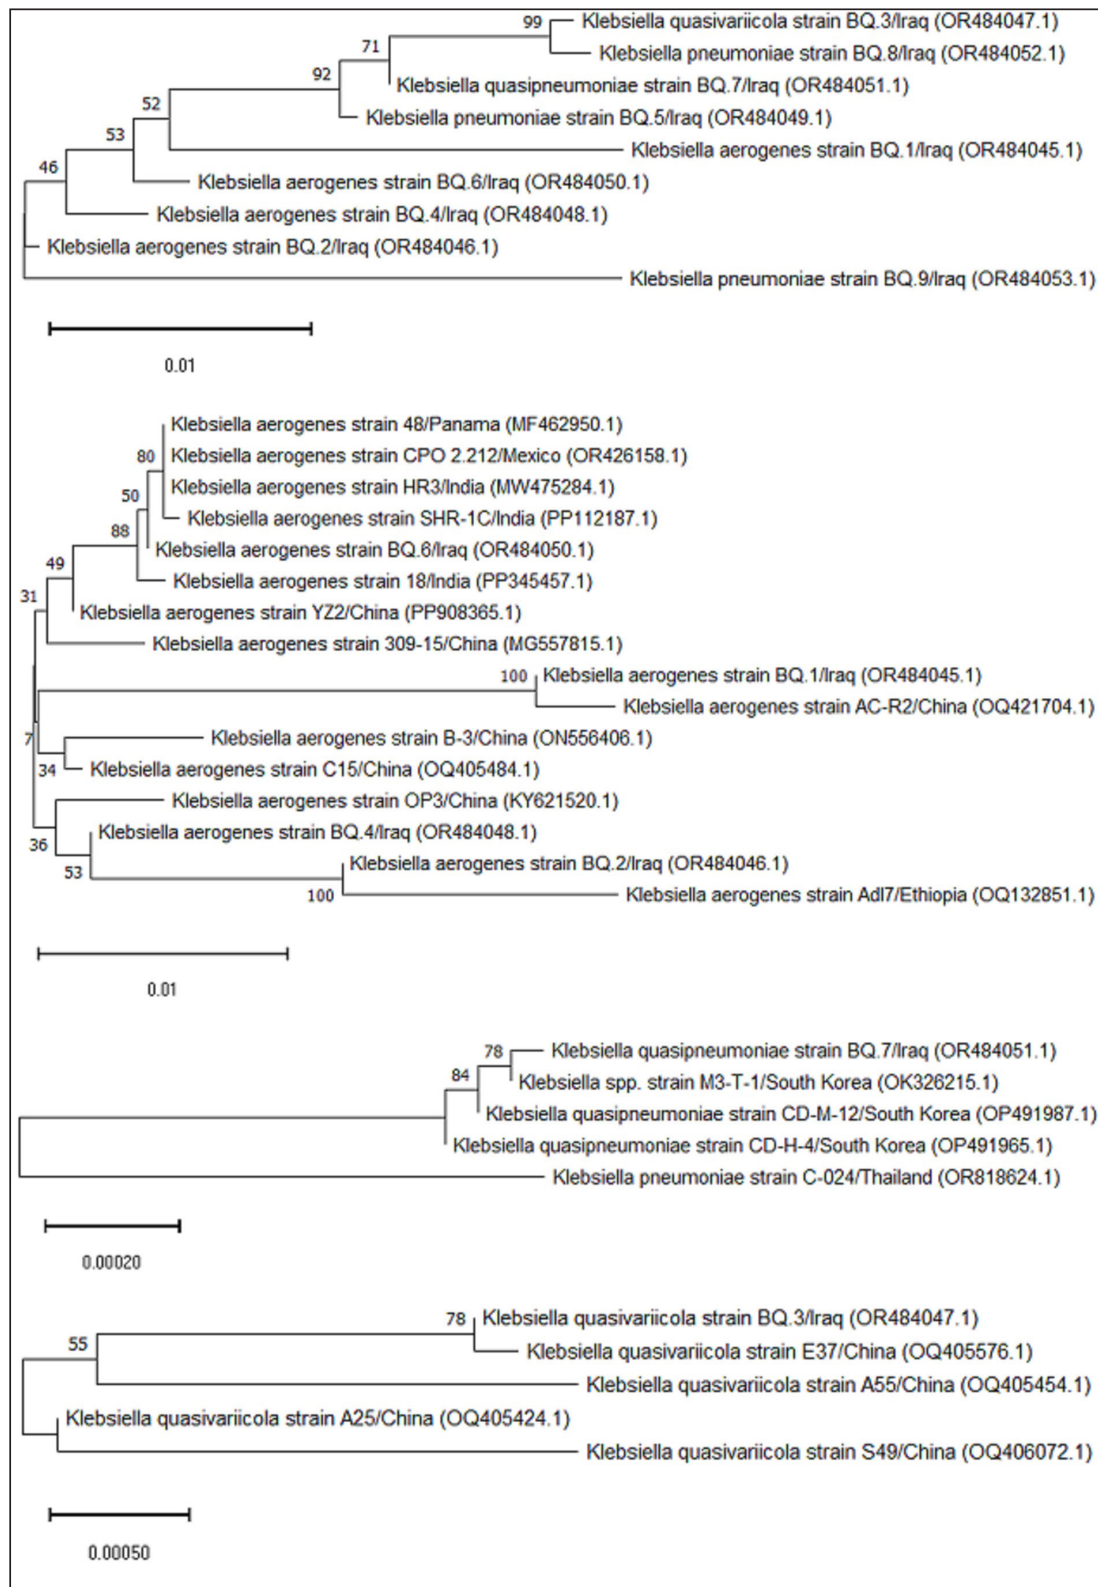 99
Klebsiella quasivariicola strain BQ.3/Iraq (OR484047.1)
71
Klebsiella pneumoniae strain BQ.8/Iraq (OR484052.1)
92
Klebsiella quasipneumoniae strain BQ.7/Iraq (OR484051.1)
52
Klebsiella pneumoniae strain BQ.5/Iraq (OR484049.1)
53
Klebsiella aerogenes strain BQ.1/Iraq (OR484045.1)
46
Klebsiella aerogenes strain BQ.6/Iraq (OR484050.1)
Klebsiella aerogenes strain BQ.4/Iraq (OR484048.1)
Klebsiella aerogenes strain BQ.2/Iraq (OR484046.1)
Klebsiella pneumoniae strain BQ.9/Iraq (OR484053.1)
0.01
Klebsiella aerogenes strain 48/Panama (MF462950.1)
80
Klebsiella aerogenes strain CPO 2.212/Mexico (OR426158.1)
Klebsiella aerogenes strain HR3/India (MW475284.1)
50
Klebsiella aerogenes strain SHR-1C/India (PP112187.1)
88
Klebsiella aerogenes strain BQ.6/Iraq (OR484050.1)
49
Klebsiella aerogenes strain 18/India (PP345457.1)
31
Klebsiella aerogenes strain YZ2/China (PP908365.1)
Klebsiella aerogenes strain 309-15/China (MG557815.1)
100
Klebsiella aerogenes strain BQ.1/Iraq (OR484045.1)
Klebsiella aerogenes strain AC-R2/China (OQ421704.1)
7
Klebsiella aerogenes strain B-3/China (ON556406.1)
34
Klebsiella aerogenes strain C15/China (OQ405484.1)
Klebsiella aerogenes strain OP3/China (KY621520.1)
36
Klebsiella aerogenes strain BQ.4/Iraq (OR484048.1)
53
Klebsiella aerogenes strain BQ.2/Iraq (OR484046.1)
100
Klebsiella aerogenes strain Adl7/Ethiopia (OQ132851.1)
0.01
78
Klebsiella quasipneumoniae strain BQ.7/Iraq (OR484051.1)
84
Klebsiella spp. strain M3-T-1/South Korea (OK326215.1)
Klebsiella quasipneumoniae strain CD-M-12/South Korea (OP491987.1)
Klebsiella quasipneumoniae strain CD-H-4/South Korea (OP491965.1)
Klebsiella pneumoniae strain C-024/Thailand (OR818624.1)
0.00020
78
Klebsiella quasivariicola strain BQ.3/Iraq (OR484047.1)
55
Klebsiella quasivariicola strain E37/China (OQ405576.1)
Klebsiella quasivariicola strain A55/China (OQ405454.1)
Klebsiella quasivariicola strain A25/China (OQ405424.1)
Klebsiella quasivariicola strain S49/China (OQ406072.1)
0.00050